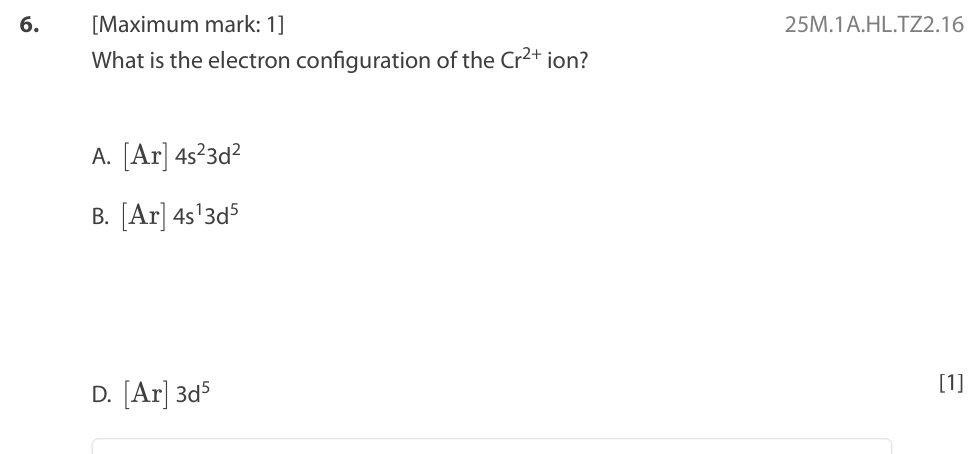 6. [Maximum mark: 1] 25M.1A.HL.TZ2.16
What is the electron configuration of the Cr²⁺ ion?
A. [Ar] 4s²3d²
B. [Ar] 4s¹3d⁵
D. [Ar] 3d⁵ [1]